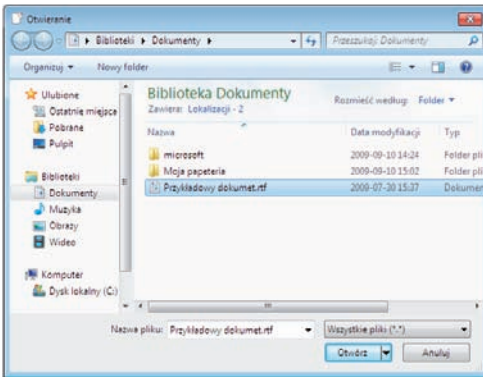 Otwieranie
Biblioteki Dokumenty
Przeszukaj: Dokumenty
Organizuj Nowy folder
Ulubione
Ostatnie miejsca
Pobrane
Pulpit
Biblioteki
Dokumenty
Muzyka
Obrazy
Wideo
Komputer
Dysk lokalny (C:)
Biblioteka Dokumenty
Zawiera: Lokalizacji - 2
Rozmieść według: Folder
Nazwa Data modyfikacji Typ
microsoft 2009-09-10 14:24 Folder pli
Moja papeteria 2009-09-10 15:02 Folder pli
Przykładowy dokumet.rtf 2009-07-30 15:37 Dokumen
Nazwa pliku: Przykładowy dokumet.rtf Wszystkie pliki (*.*)
Otwórz Anuluj